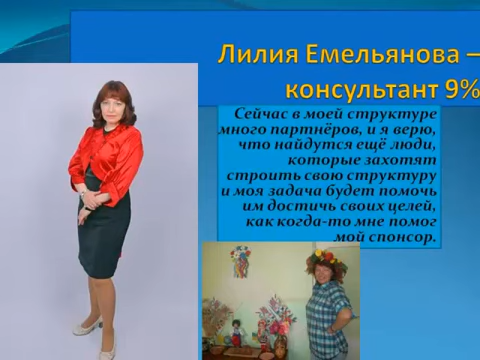 Лилия Емельянова –
консультант 9%
Сейчас в моей структуре
много партнёров, и я верю,
что найдутся ещё люди,
которые захотят
строить свою структуру
и моя задача будет помочь
им достичь своих целей,
как когда-то мне помог
мой спонсор.